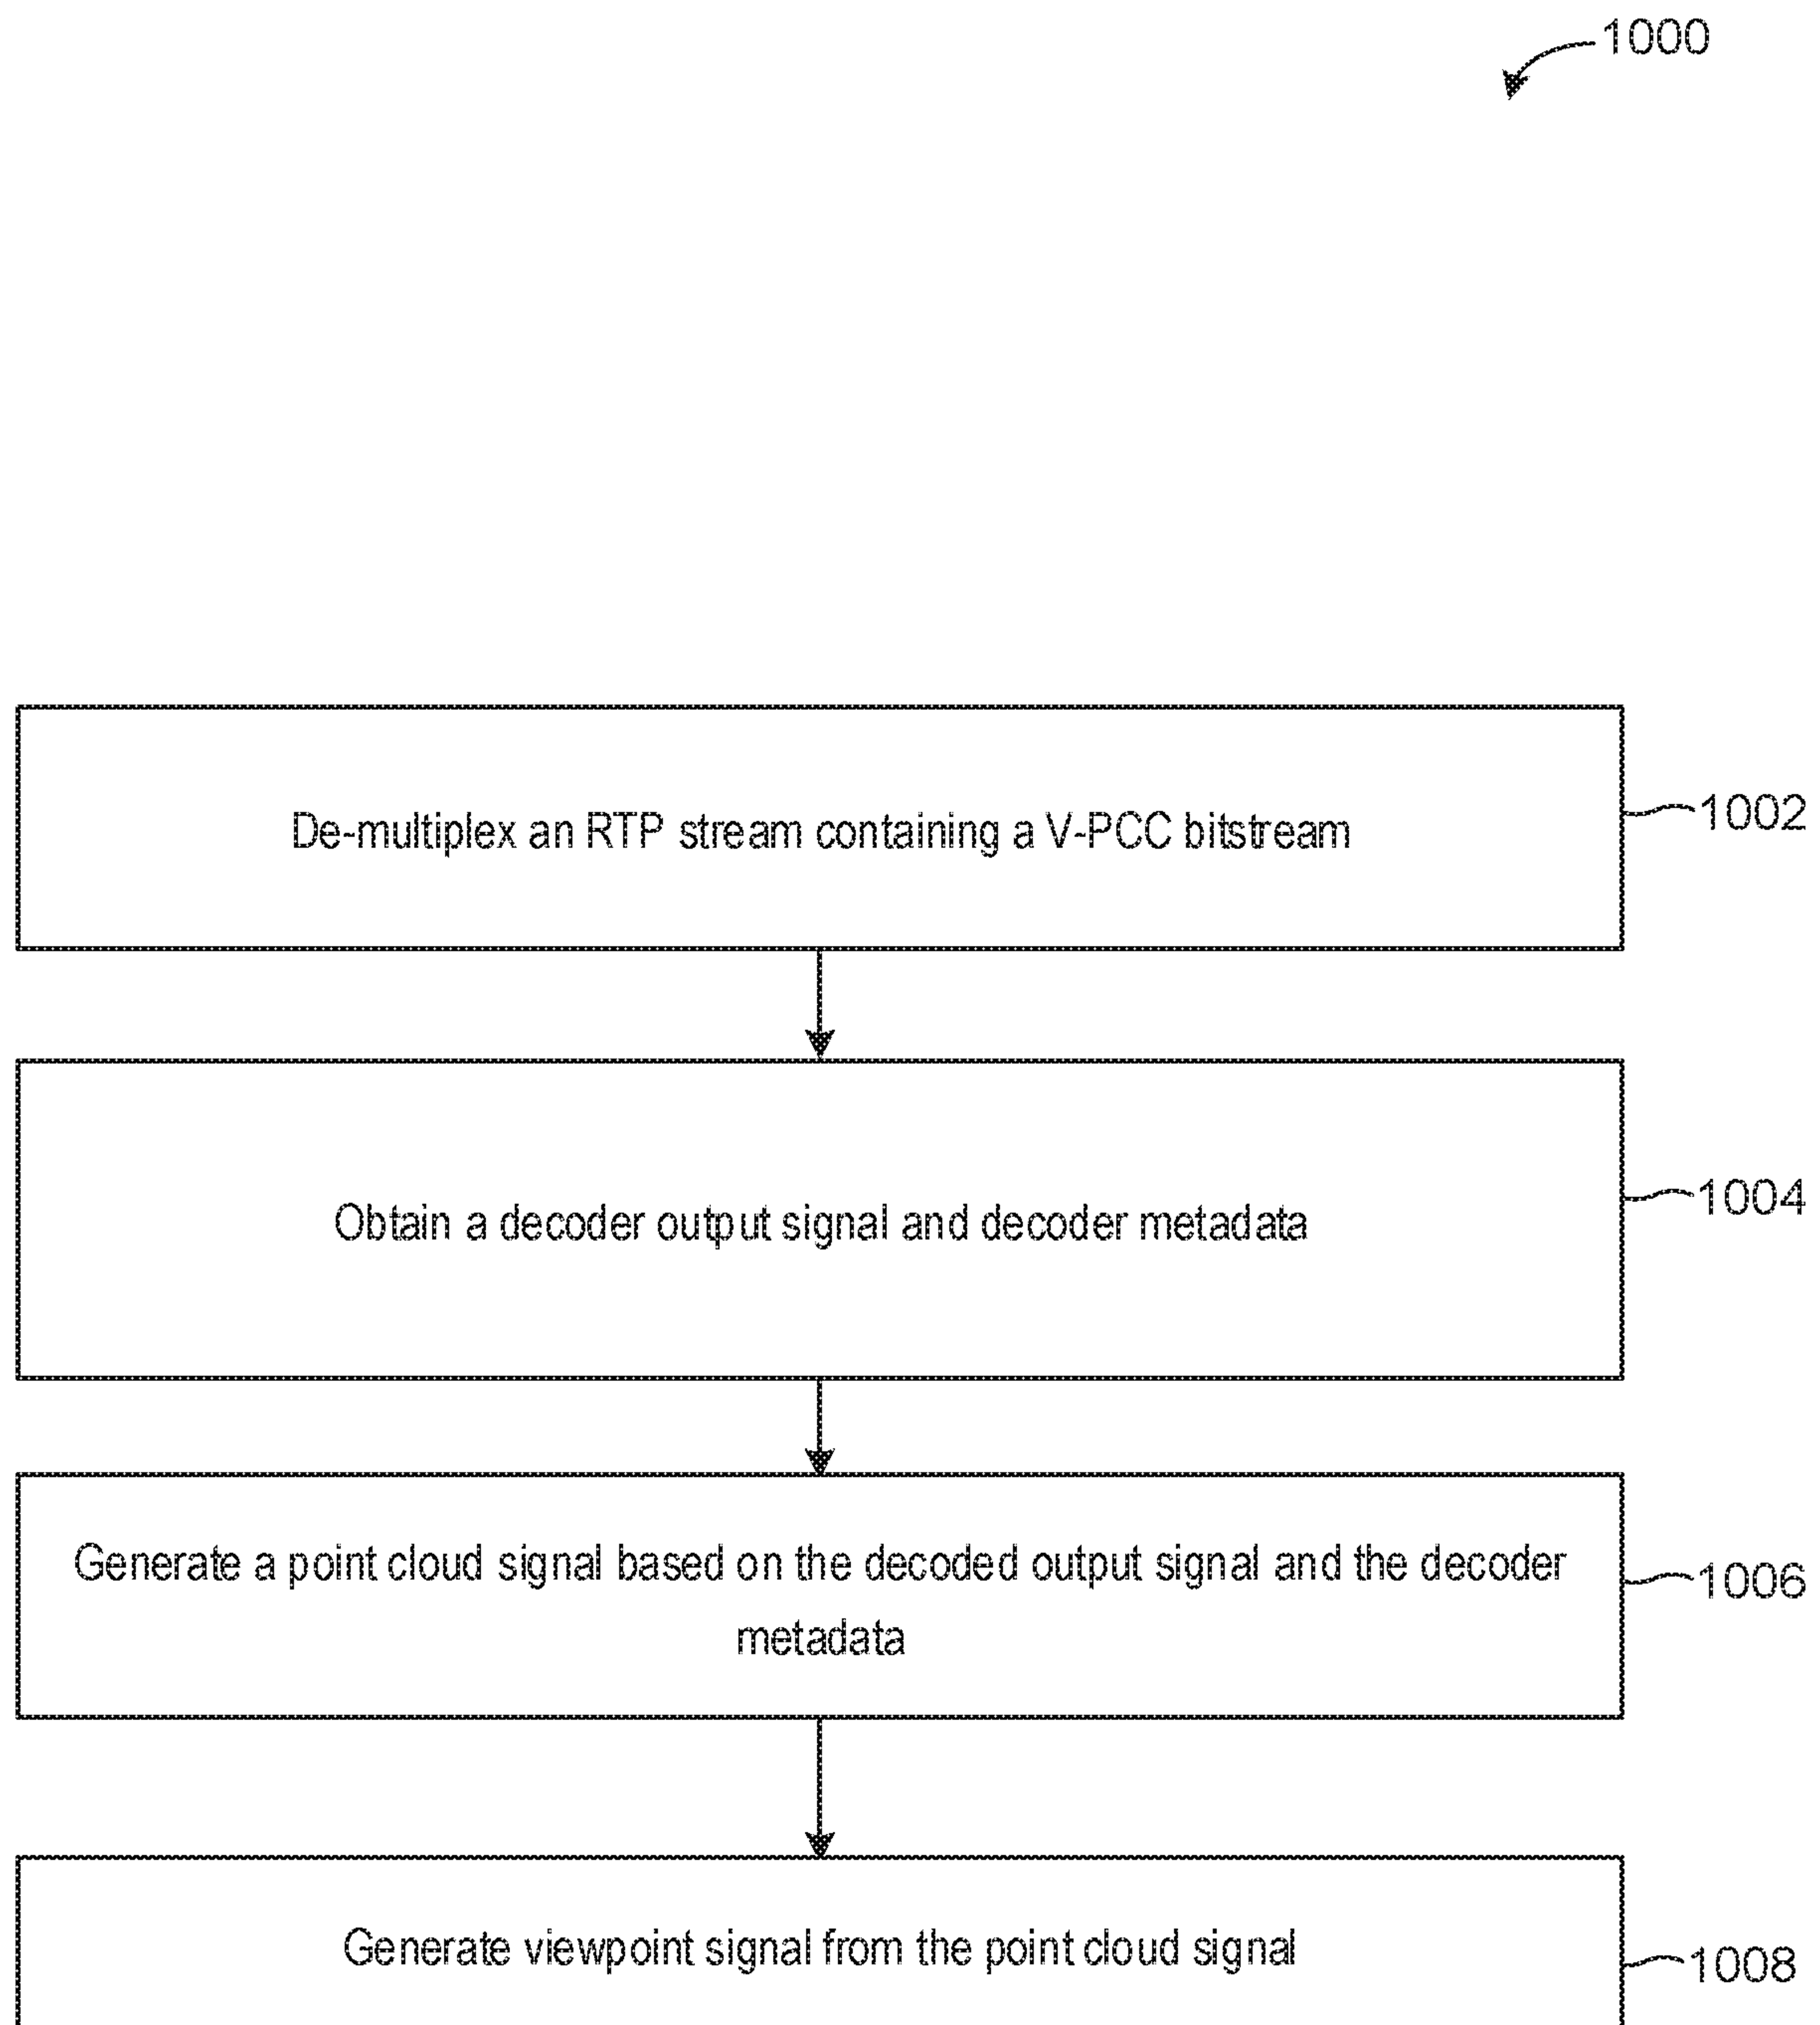 1000
De-multiplex an RTP stream containing a V-PCC bitstream
1002
Obtain a decoder output signal and decoder metadata
1004
Generate a point cloud signal based on the decoded output signal and the decoder
metadata
1006
Generate viewpoint signal from the point cloud signal
1008